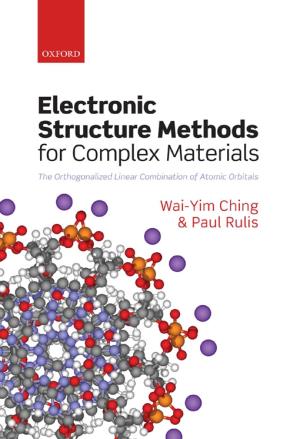 OXFORD
Electronic
Structure Methods
for Complex Materials
The Orthogonalized Linear Combination of Atomic Orbitals
Wai-Yim Ching
& Paul Rulis